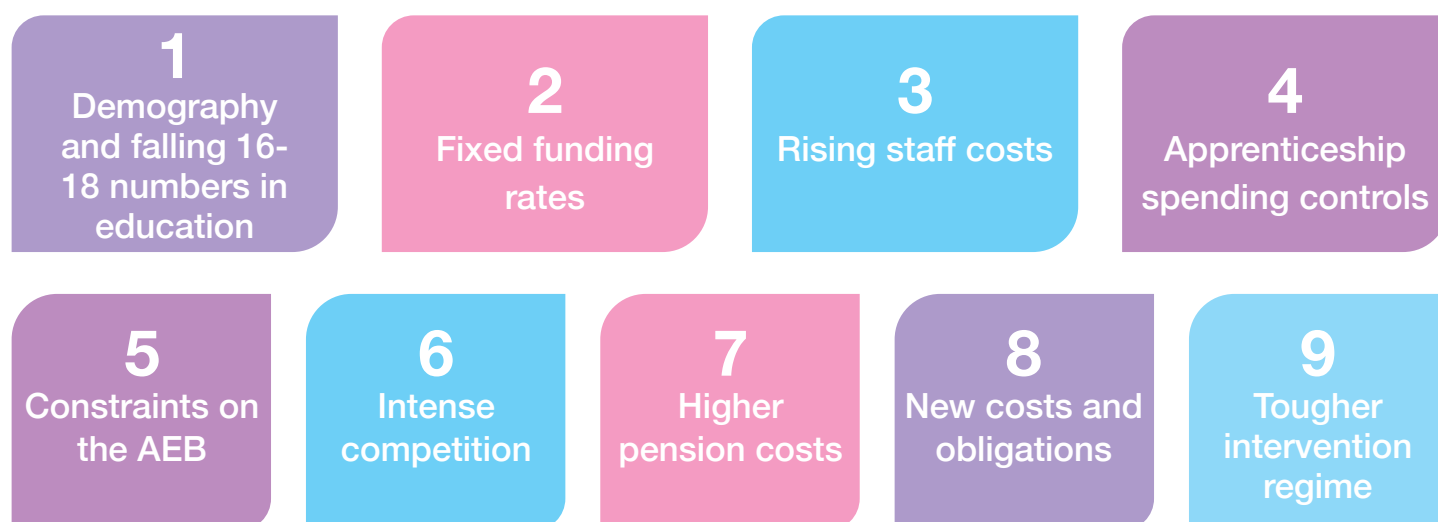 1
Demography
and falling 16-
18 numbers in
education
2
Fixed funding
rates
3
Rising staff costs
4
Apprenticeship
spending controls
5
Constraints on
the AEB
6
Intense
competition
7
Higher
pension costs
8
New costs and
obligations
9
Tougher
intervention
regime